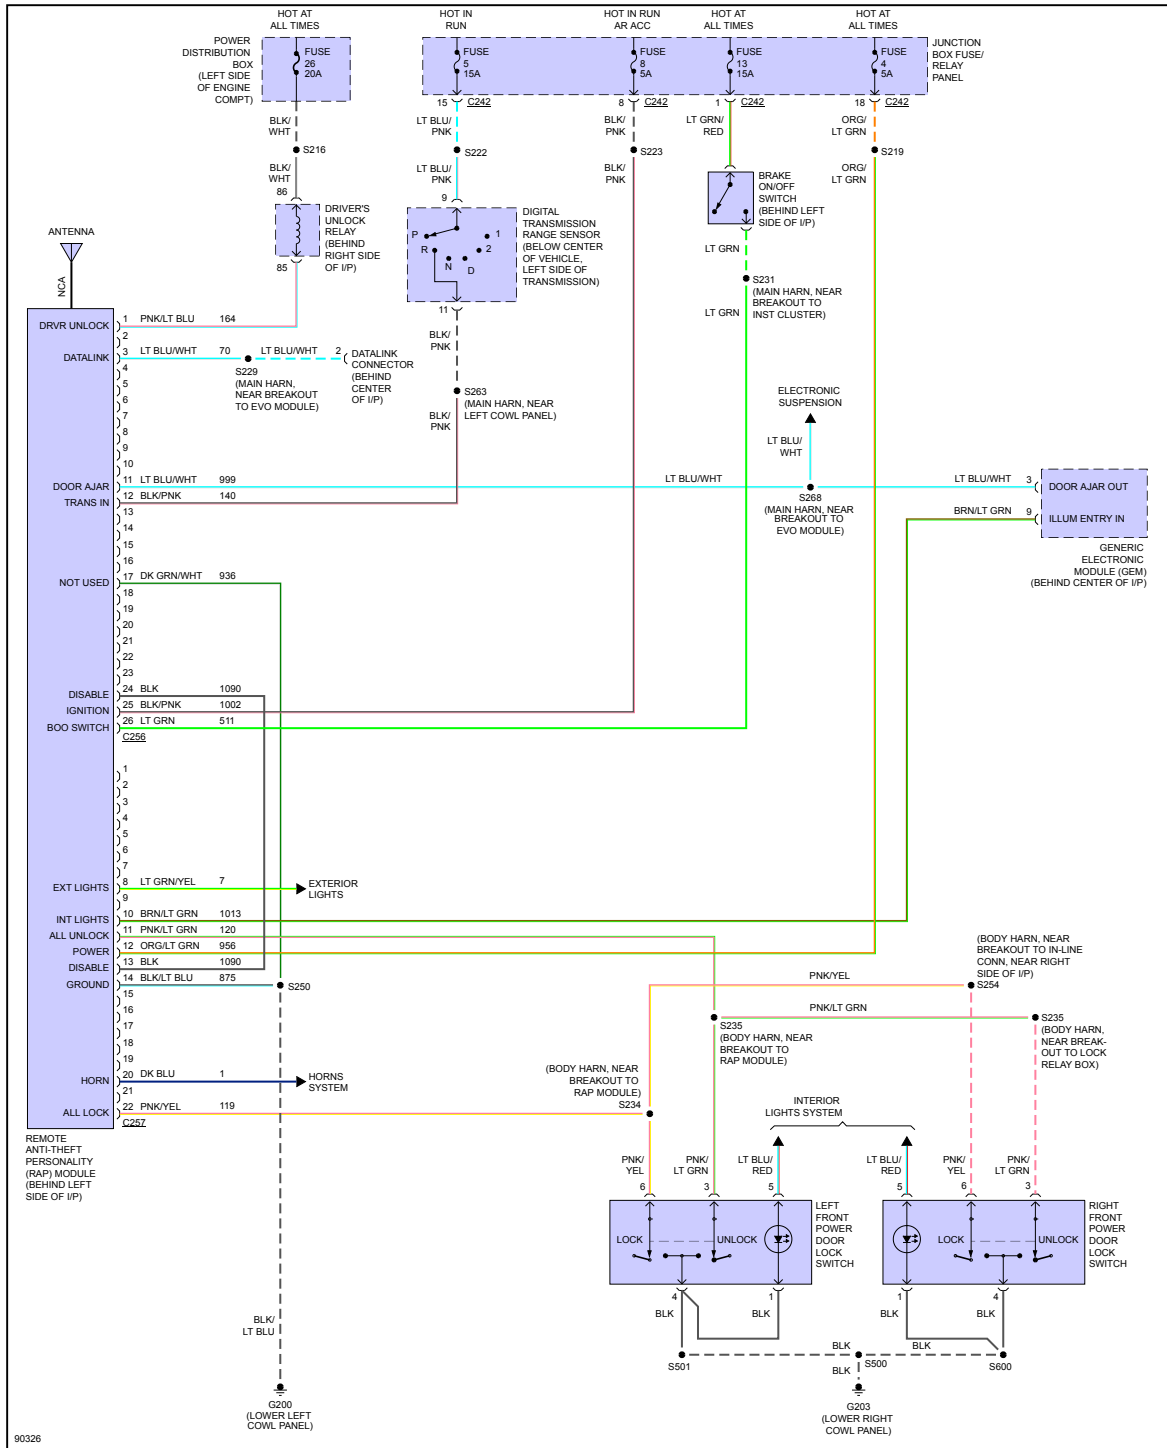 HOT AT
ALL TIMES
HOT IN
RUN
HOT IN RUN
AR ACC
HOT AT
ALL TIMES
HOT AT
ALL TIMES
POWER
DISTRIBUTION
BOX
(LEFT SIDE
OF ENGINE
COMPT)
FUSE
26
20A
FUSE
5
15A
FUSE
8
5A
FUSE
13
15A
FUSE
4
5A
JUNCTION
BOX FUSE/
RELAY
PANEL
15 C242
8 C242
1 C242
18 C242
BLK/
WHT
LT BLU/
PNK
BLK/
PNK
LT GRN/
RED
ORG/
LT GRN
S216
S222
S223
S219
BLK/
WHT
LT BLU/
PNK
BLK/
PNK
ORG/
LT GRN
86
9
BRAKE
ON/OFF
SWITCH
(BEHIND LEFT
SIDE OF I/P)
DRIVER'S
UNLOCK
RELAY
(BEHIND
RIGHT SIDE
OF I/P)
85
P
R
N
D
2
1
DIGITAL
TRANSMISSION
RANGE SENSOR
(BELOW CENTER
OF VEHICLE,
LEFT SIDE OF
TRANSMISSION)
11
LT GRN
S231
(MAIN HARN, NEAR
BREAKOUT TO
INST CLUSTER)
LT GRN
ANTENNA
NCA
BLK/
PNK
S263
(MAIN HARN, NEAR
LEFT COWL PANEL)
BLK/
PNK
DRVR UNLOCK 1 PNK/LT BLU 164
2
DATALINK 3 LT BLU/WHT 70 LT BLU/WHT 2
S229
(MAIN HARN,
NEAR BREAKOUT
TO EVO MODULE)
DATALINK
CONNECTOR
(BEHIND
CENTER
OF I/P)
4
5
6
7
8
9
10
ELECTRONIC
SUSPENSION
LT BLU/
WHT
DOOR AJAR 11 LT BLU/WHT 999 LT BLU/WHT LT BLU/WHT 3 DOOR AJAR OUT
S268
(MAIN HARN, NEAR
BREAKOUT TO
EVO MODULE)
TRANS IN 12 BLK/PNK 140
BRN/LT GRN 9 ILLUM ENTRY IN
GENERIC
ELECTRONIC
MODULE (GEM)
(BEHIND CENTER OF I/P)
13
14
15
16
NOT USED 17 DK GRN/WHT 936
18
19
20
21
22
23
DISABLE 24 BLK 1090
IGNITION 25 BLK/PNK 1002
BOO SWITCH 26 LT GRN 511
C256
1
2
3
4
5
6
7
EXT LIGHTS 8 LT GRN/YEL 7
EXTERIOR
LIGHTS
9
INT LIGHTS 10 BRN/LT GRN 1013
ALL UNLOCK 11 PNK/LT GRN 120
POWER 12 ORG/LT GRN 956
DISABLE 13 BLK 1090
GROUND 14 BLK/LT BLU 875
S250
15
16
17
18
19
HORN 20 DK BLU 1
HORNS
SYSTEM
21
ALL LOCK 22 PNK/YEL 119
C257
REMOTE
ANTI-THEFT
PERSONALITY
(RAP) MODULE
(BEHIND LEFT
SIDE OF I/P)
(BODY HARN, NEAR
BREAKOUT TO IN-LINE
CONN, NEAR RIGHT
SIDE OF I/P)
S254
PNK/YEL
PNK/LT GRN
S235
(BODY HARN, NEAR
BREAKOUT TO
RAP MODULE)
S235
(BODY HARN,
NEAR BREAK-
OUT TO LOCK
RELAY BOX)
(BODY HARN, NEAR
BREAKOUT TO
RAP MODULE)
S234
INTERIOR
LIGHTS SYSTEM
PNK/
YEL
PNK/
LT GRN
LT BLU/
RED
LT BLU/
RED
PNK/
YEL
PNK/
LT GRN
6 3 5 5 6 3
LOCK UNLOCK
LEFT
FRONT
POWER
DOOR
LOCK
SWITCH
LOCK UNLOCK
RIGHT
FRONT
POWER
DOOR
LOCK
SWITCH
4 1 1 4
BLK BLK BLK BLK
BLK/
LT BLU
BLK BLK
S501 S500 S600
BLK
G200
(LOWER LEFT
COWL PANEL)
G203
(LOWER RIGHT
COWL PANEL)
90326